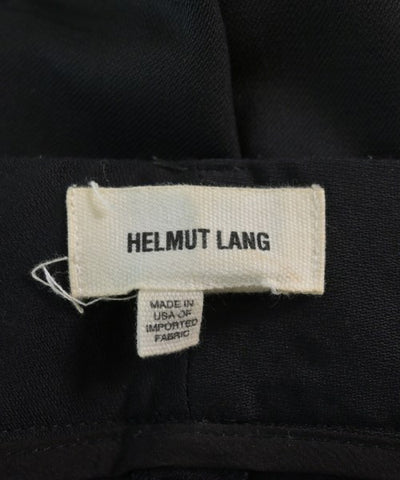 HELMUT LANG
MADE IN
USA OF
IMPORTED
FABRIC